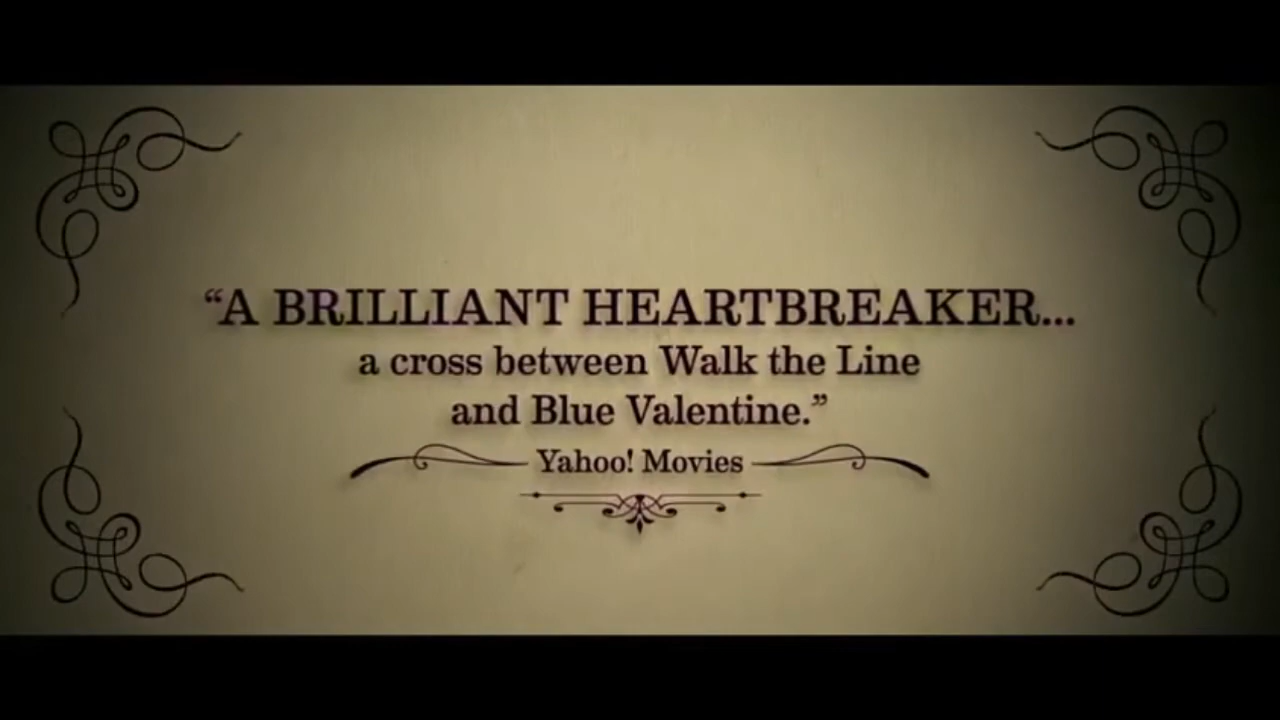 “A BRILLIANT HEARTBREAKER...
a cross between Walk the Line
and Blue Valentine.”
Yahoo! Movies